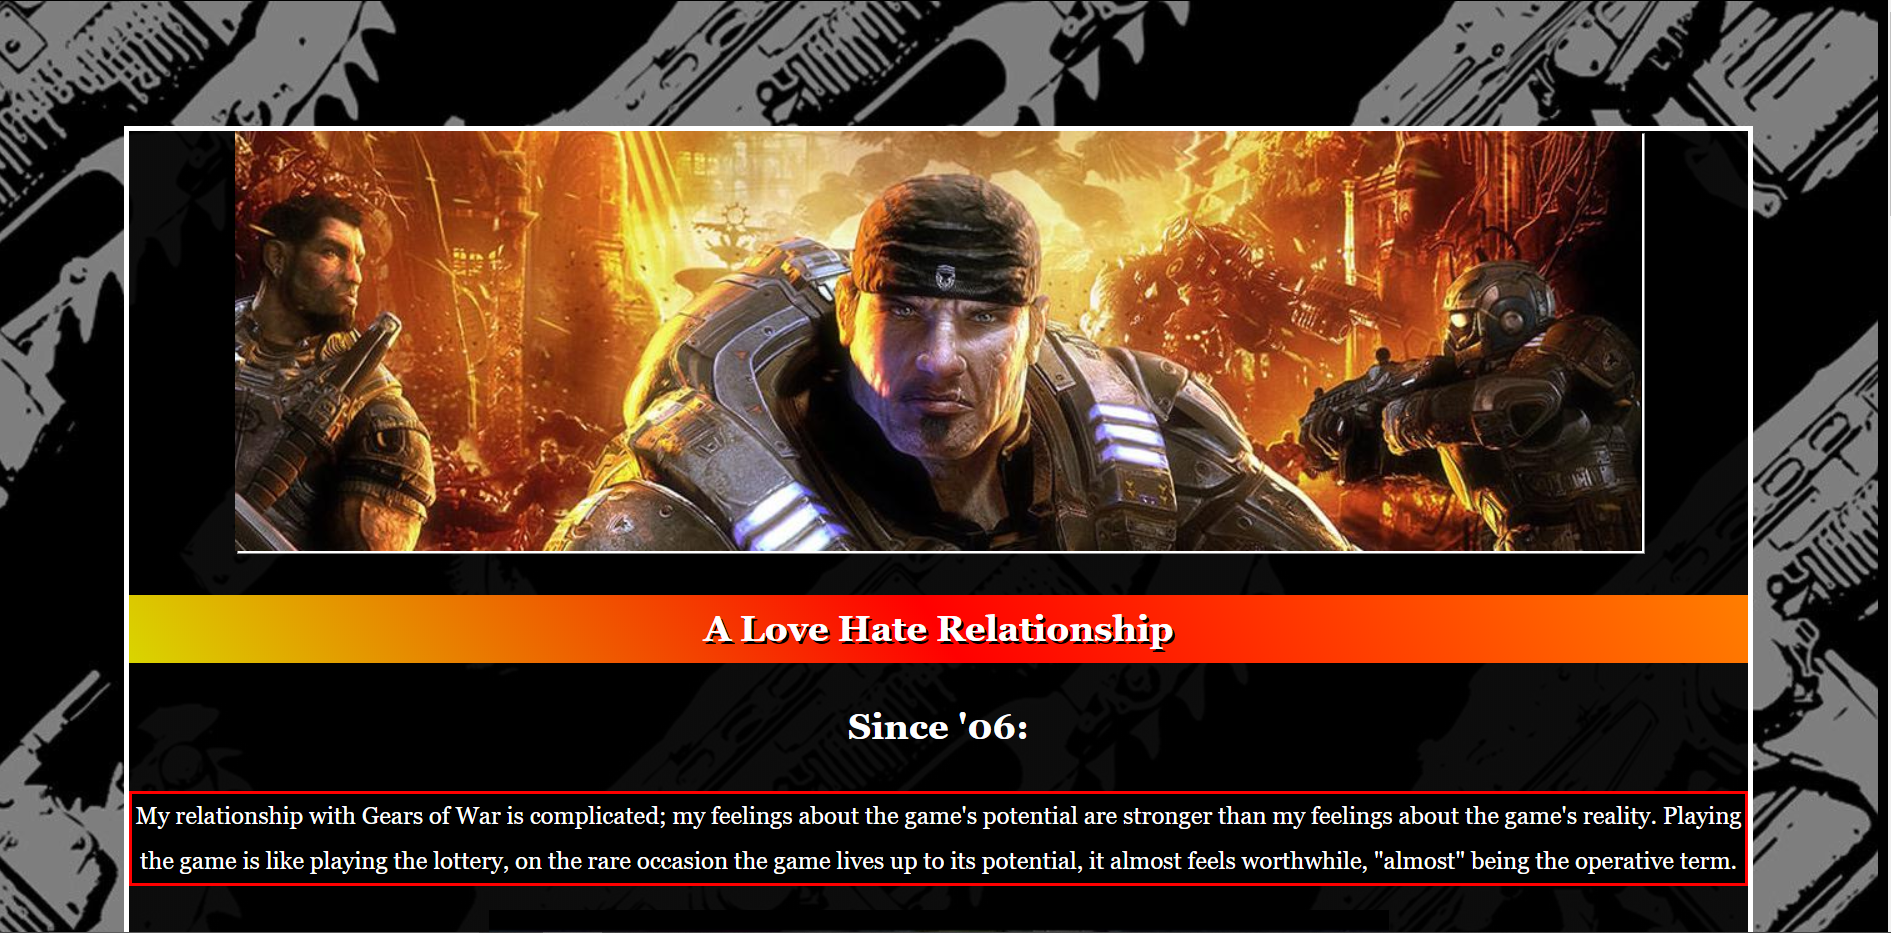 A Love Hate Relationship
Since '06:
My relationship with Gears of War is complicated; my feelings about the game's potential are stronger than my feelings about the game's reality. Playing
the game is like playing the lottery, on the rare occasion the game lives up to its potential, it almost feels worthwhile, "almost" being the operative term.